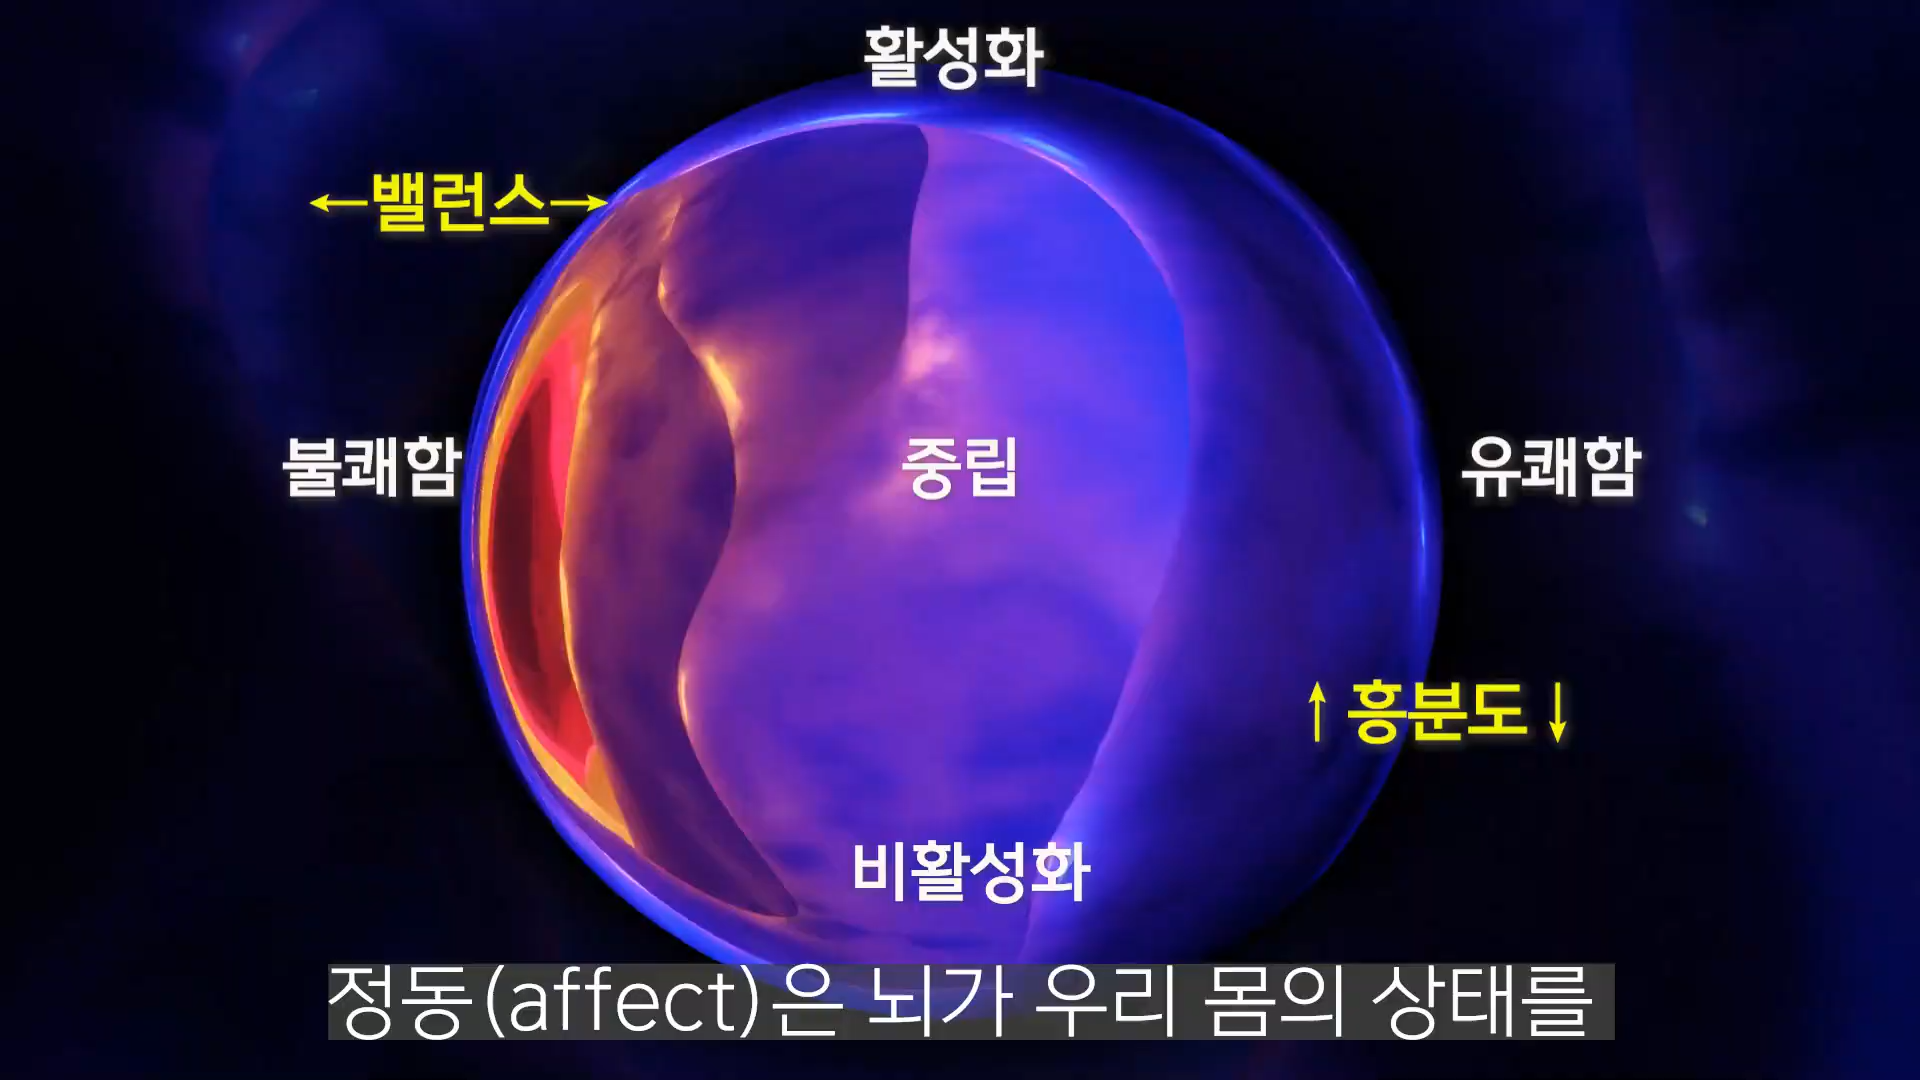 활성화
←밸런스→
불쾌함
중립
유쾌함
↑흥분도↓
비활성화
정동(affect)은 뇌가 우리 몸의 상태를